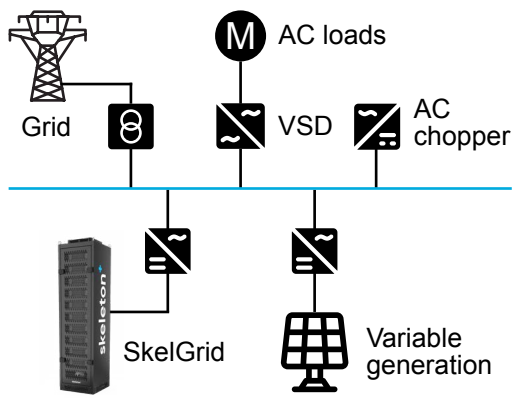 M AC loads
Grid
VSD
AC
chopper
skeleton
SkelGrid
Variable
generation